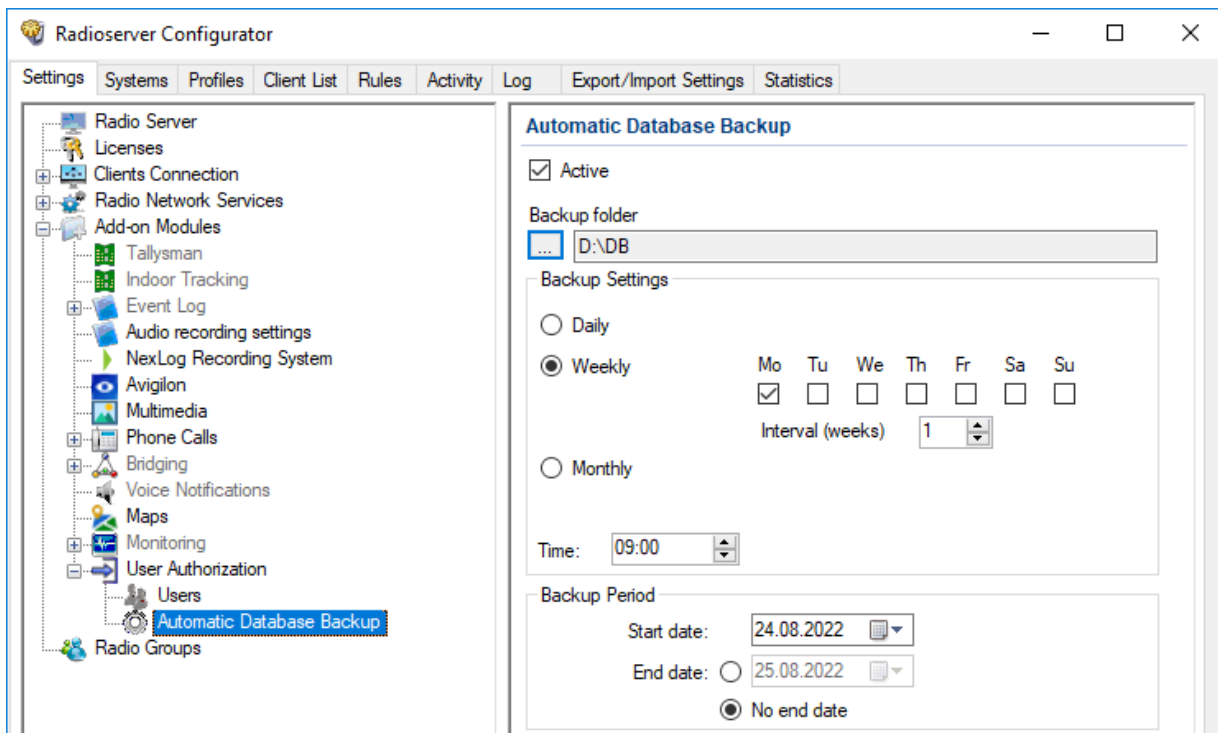 Radioserver Configurator
Settings Systems Profiles Client List Rules Activity Log Export/Import Settings Statistics
Radio Server
Licenses
Clients Connection
Radio Network Services
Add-on Modules
Tallysman
Indoor Tracking
Event Log
Audio recording settings
NexLog Recording System
Avigilon
Multimedia
Phone Calls
Bridging
Voice Notifications
Maps
Monitoring
User Authorization
Users
Automatic Database Backup
Radio Groups
Automatic Database Backup
Active
Backup folder
... D:\DB
Backup Settings
Daily
Weekly Mo Tu We Th Fr Sa Su
Interval (weeks) 1
Monthly
Time: 09:00
Backup Period
Start date: 24.08.2022
End date: 25.08.2022
No end date